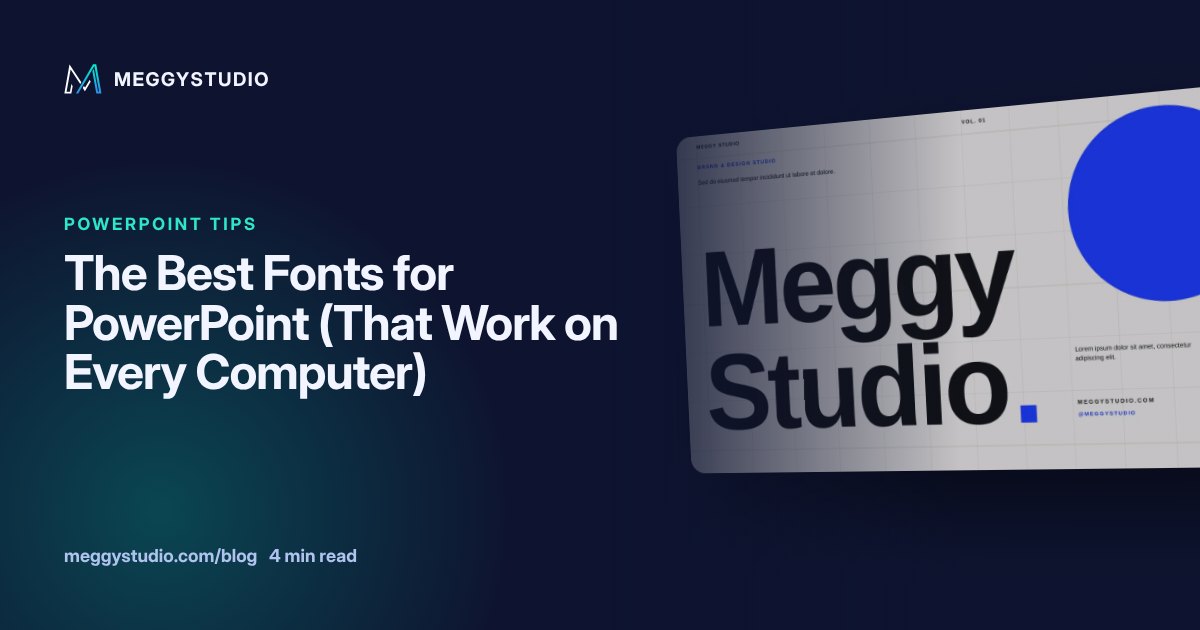 MEGGYSTUDIO
POWERPOINT TIPS
The Best Fonts for
PowerPoint (That Work on
Every Computer)
meggystudio.com/blog 4 min read
MEGGY STUDIO
VOL. 01
BRAND & DESIGN STUDIO
Sed do eiusmod tempor incididunt ut labore et dolore.
Meggy
Studio.
Lorem ipsum dolor sit amet, consectetur
adipiscing elit.
MEGGYSTUDIO.COM
@MEGGYSTUDIO